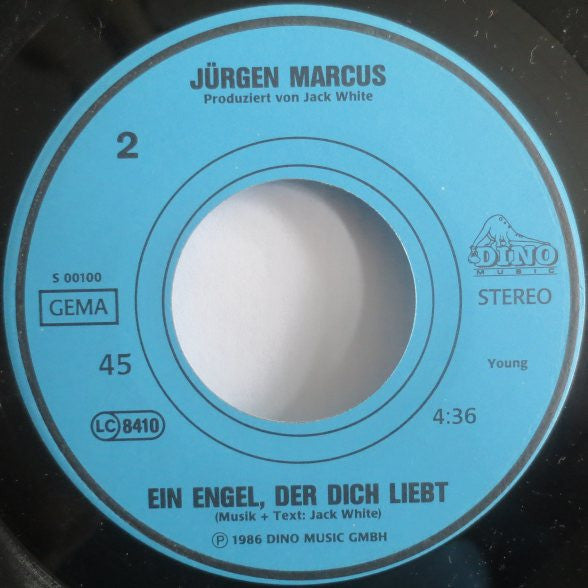 JÜRGEN MARCUS
Produziert von Jack White
2
DINO
MUSIC
S 00100
GEMA
STEREO
45
Young
LC 8410
4:36
EIN ENGEL, DER DICH LIEBT
(Musik + Text: Jack White)
Ⓟ 1986 DINO MUSIC GMBH